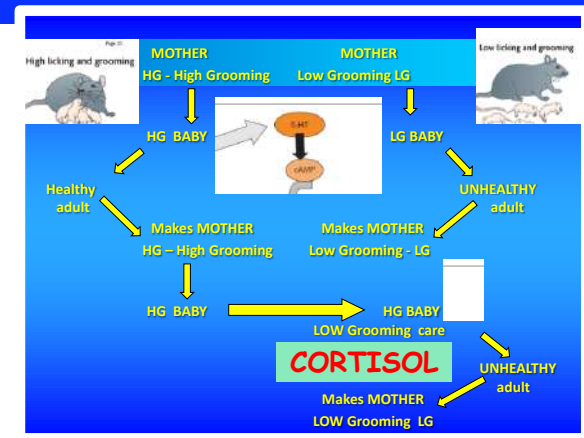 Page 25
High licking and grooming
MOTHER
HG - High Grooming
MOTHER
Low Grooming LG
Low licking and grooming
HG BABY
5-HT
cAMP
LG BABY
Healthy
adult
UNHEALTHY
adult
Makes MOTHER
HG – High Grooming
Makes MOTHER
Low Grooming - LG
HG BABY
HG BABY
LOW Grooming care
CORTISOL
UNHEALTHY
adult
Makes MOTHER
LOW Grooming LG